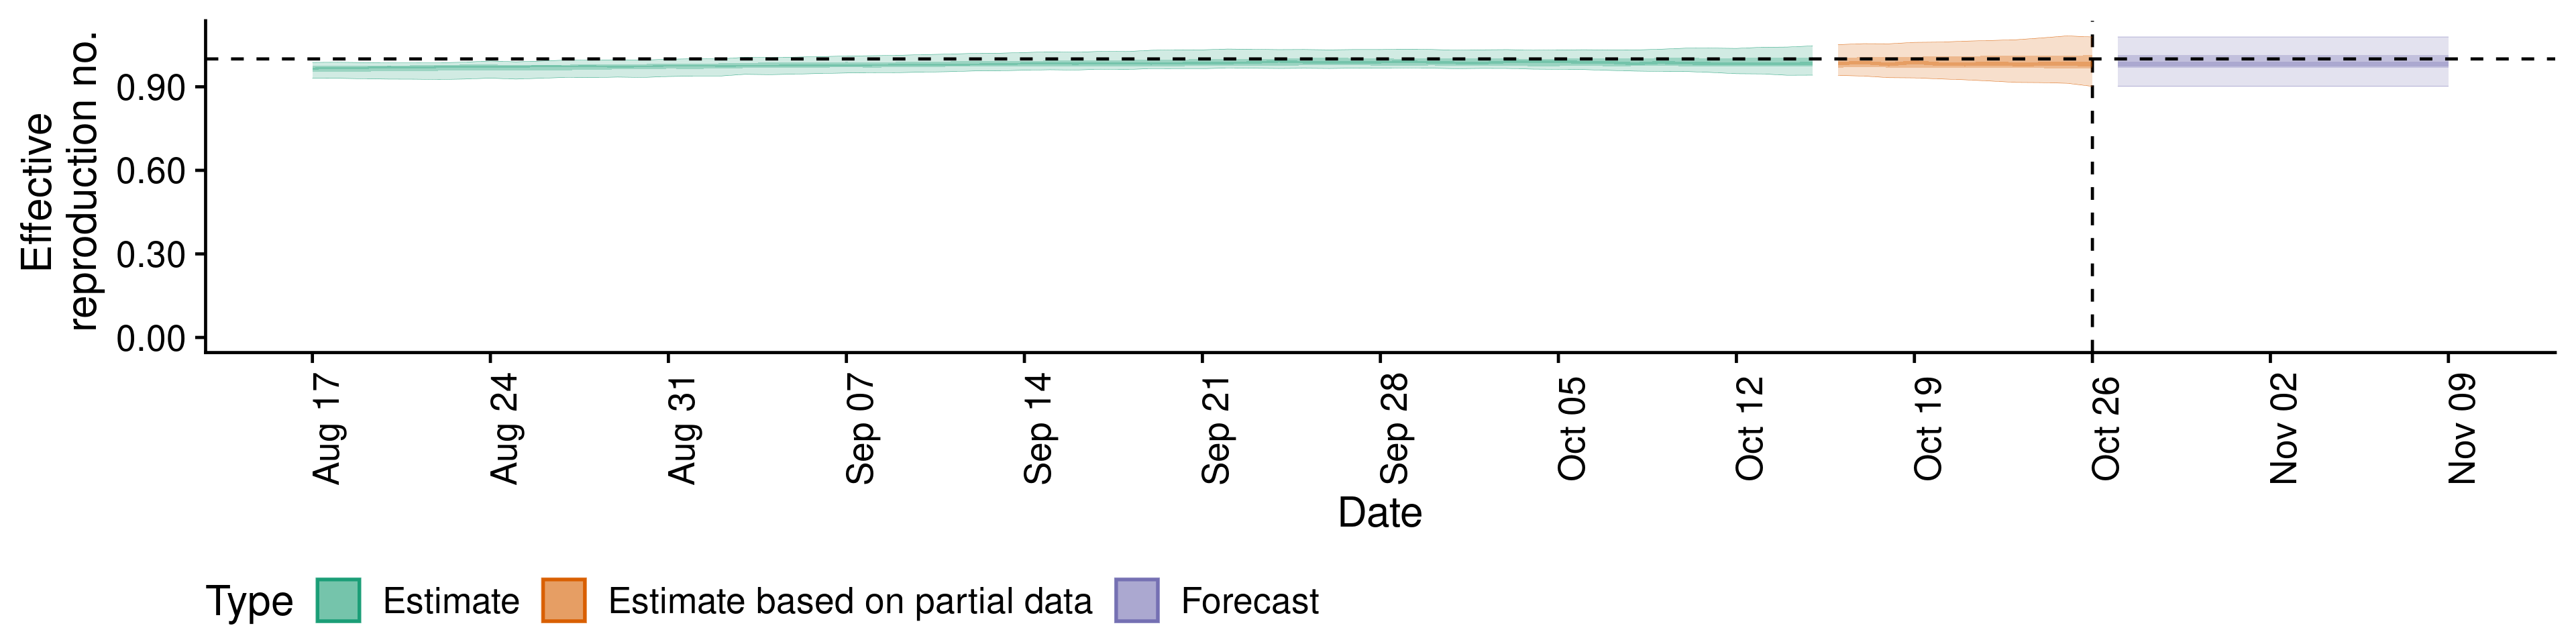 Effective
reproduction no.
0.90
0.60
0.30
0.00
Aug 17
Aug 24
Aug 31
Sep 07
Sep 14
Sep 21
Sep 28
Oct 05
Oct 12
Oct 19
Oct 26
Nov 02
Nov 09
Date
Type Estimate Estimate based on partial data Forecast